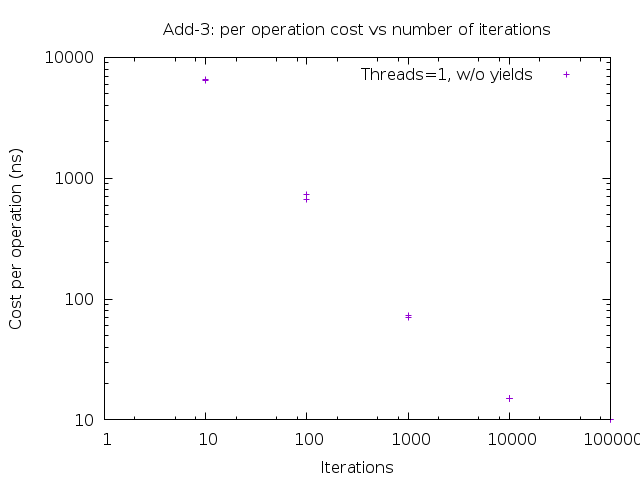 Add-3: per operation cost vs number of iterations
10000
Threads=1, w/o yields
1000
Cost per operation (ns)
100
10
1 10 100 1000 10000 100000
Iterations